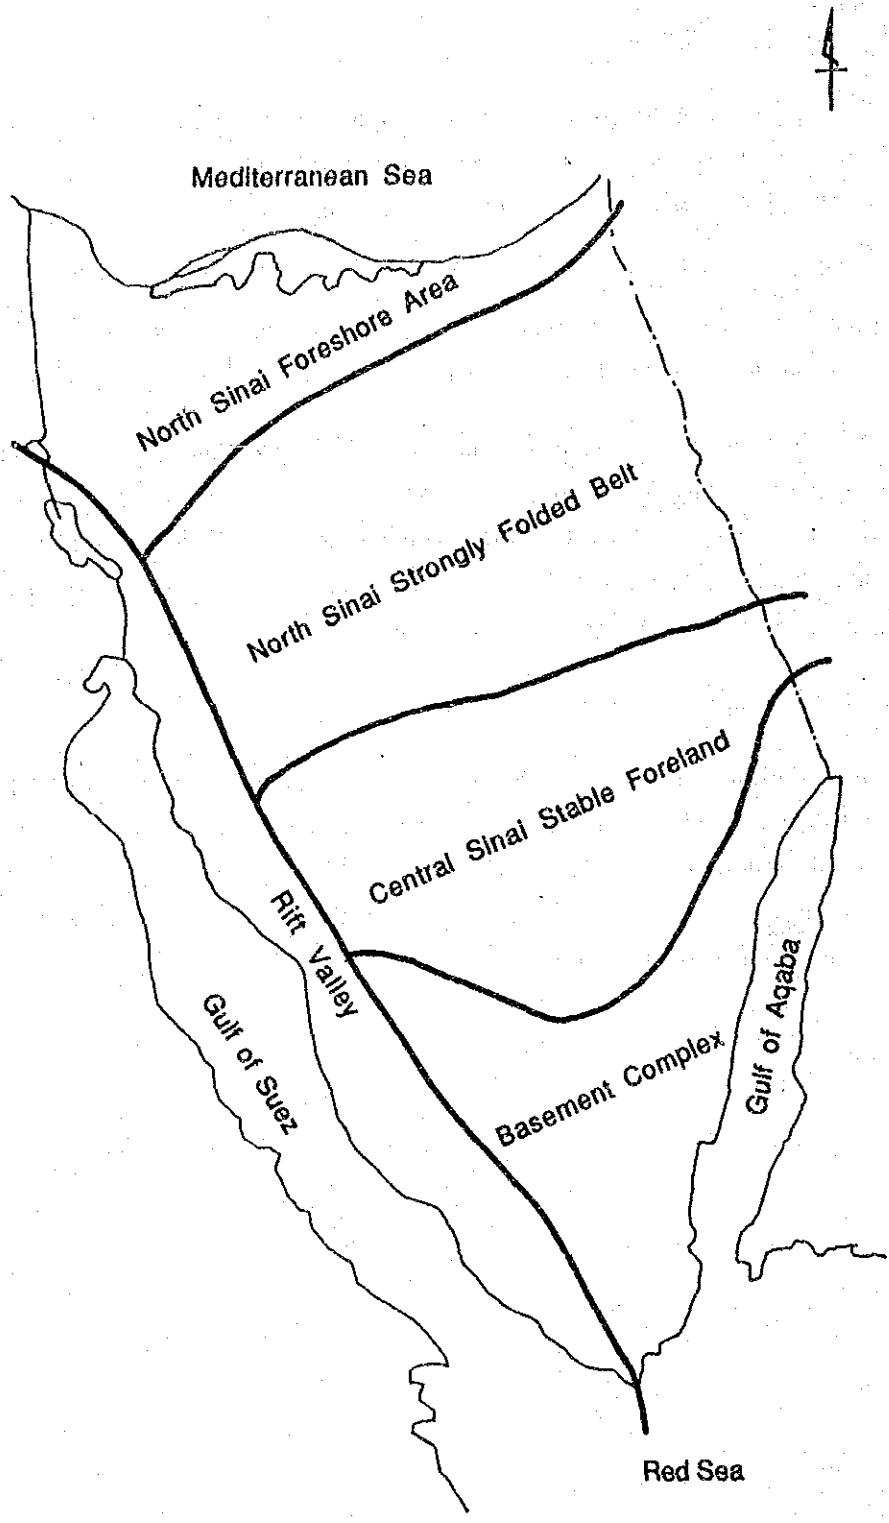 Mediterranean Sea
North Sinai Foreshore Area
North Sinai Strongly Folded Belt
Central Sinai Stable Foreland
Rift Valley
Gulf of Suez
Gulf of Aqaba
Basement Complex
Red Sea